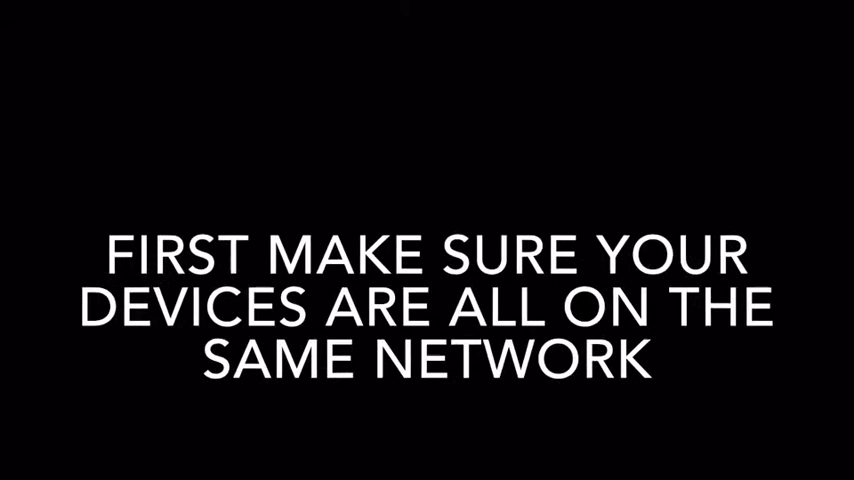 FIRST MAKE SURE YOUR
DEVICES ARE ALL ON THE
SAME NETWORK